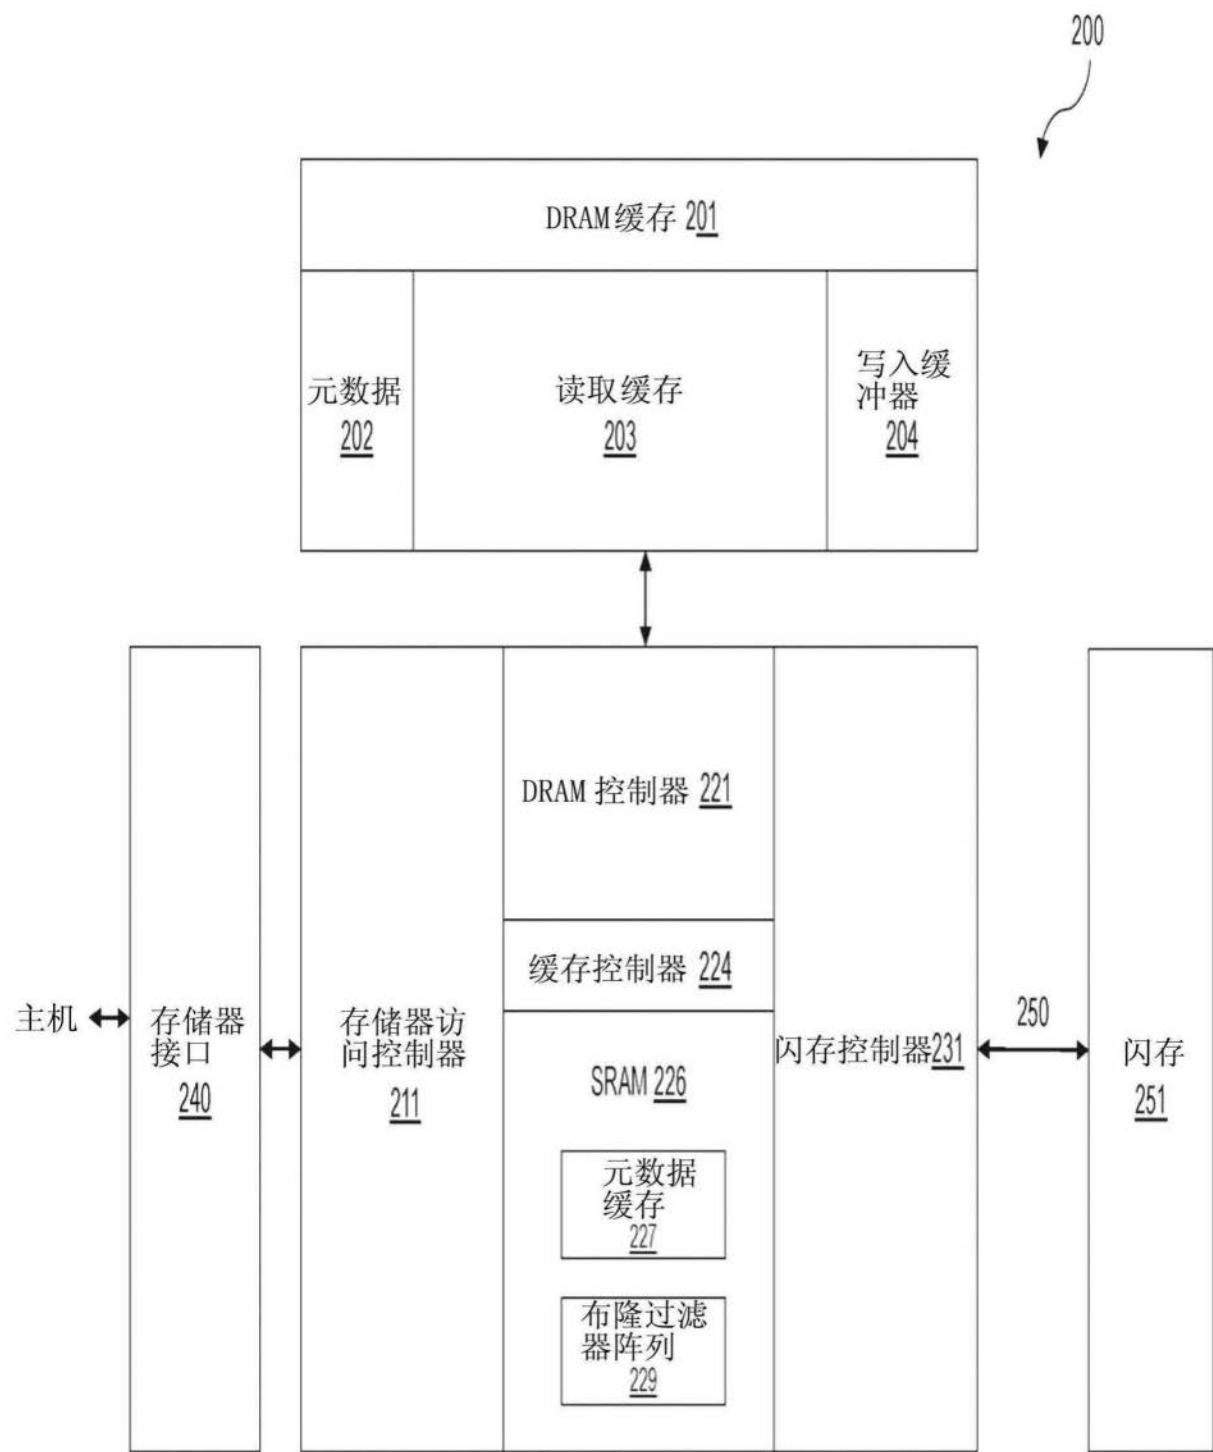 200
DRAM缓存 201
元数据
202
读取缓存
203
写入缓
冲器
204
DRAM 控制器 221
缓存控制器 224
主机
存储器
接口
240
存储器访
问控制器
211
SRAM 226
元数据
缓存
227
布隆过滤
器阵列
229
闪存控制器231
250
闪存
251